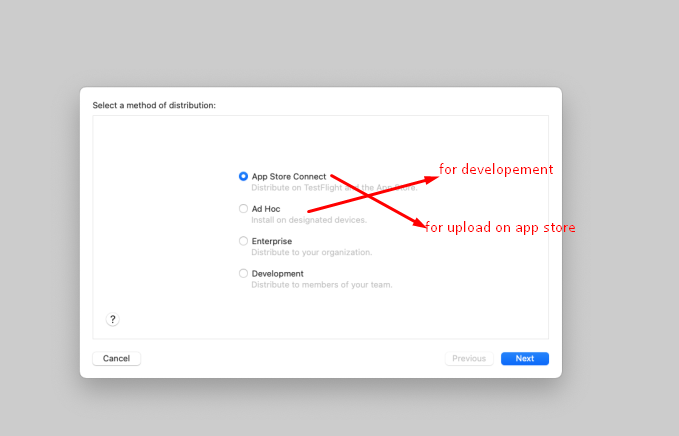 Select a method of distribution:
App Store Connect
Distribute on TestFlight and the App Store.
for developement
Ad Hoc
Install on designated devices.
for upload on app store
Enterprise
Distribute to your organization.
Development
Distribute to members of your team.
?
Cancel
Previous
Next